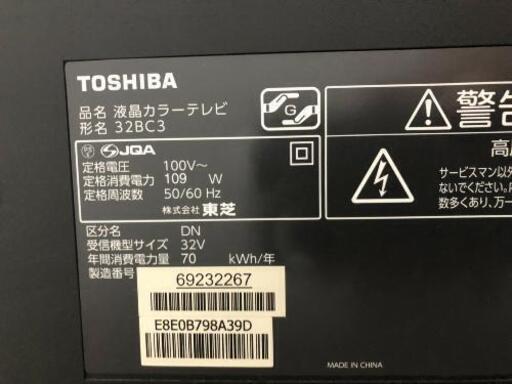 TOSHIBA
品名 液晶カラーテレビ
形名 32BC3
G
JQA
定格電圧 100V～
定格消費電力 109 W
定格周波数 50/60 Hz
株式会社 東芝
区分名 DN
受信機型サイズ 32V
年間消費電力量 70 kWh/年
製造番号
69232267
E8E0B798A39D
警告
高
サービスマン以
ないでください
数多くあり、万一
MADE IN CHINA